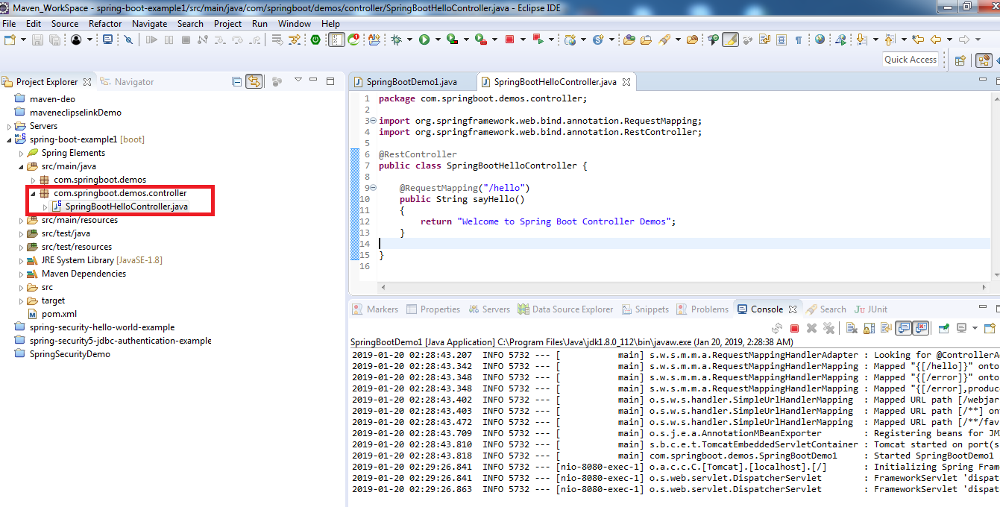 Maven_WorkSpace - spring-boot-example1/src/main/java/com/springboot/demos/controller/SpringBootHelloController.java - Eclipse IDE
File Edit Source Refactor Navigate Search Project Run Window Help
Quick Access
Project Explorer Navigator
maven-deo
maveneclipselinkDemo
Servers
spring-boot-example1 [boot]
Spring Elements
src/main/java
com.springboot.demos
com.springboot.demos.controller
SpringBootHelloController.java
src/main/resources
src/test/java
src/test/resources
JRE System Library [JavaSE-1.8]
Maven Dependencies
src
target
pom.xml
spring-security-hello-world-example
spring-security5-jdbc-authentication-example
SpringSecurityDemo
SpringBootDemo1.java SpringBootHelloController.java
1 package com.springboot.demos.controller;
2
3 import org.springframework.web.bind.annotation.RequestMapping;
4 import org.springframework.web.bind.annotation.RestController;
5
6 @RestController
7 public class SpringBootHelloController {
8
9 @RequestMapping("/hello")
10 public String sayHello()
11 {
12 return "Welcome to Spring Boot Controller Demos";
13 }
14
15 }
16
Markers Properties Servers Data Source Explorer Snippets Problems Console Search JUnit
SpringBootDemo1 [Java Application] C:\Program Files\Java\jdk1.8.0_112\bin\javaw.exe (Jan 20, 2019, 2:28:38 AM)
2019-01-20 02:28:43.207 INFO 5732 --- [ main] s.w.s.m.m.a.RequestMappingHandlerAdapter : Looking for @ControllerA
2019-01-20 02:28:43.342 INFO 5732 --- [ main] s.w.s.m.m.a.RequestMappingHandlerMapping : Mapped "{[/hello]}" onto
2019-01-20 02:28:43.348 INFO 5732 --- [ main] s.w.s.m.m.a.RequestMappingHandlerMapping : Mapped "{[/error]}" onto
2019-01-20 02:28:43.348 INFO 5732 --- [ main] s.w.s.m.m.a.RequestMappingHandlerMapping : Mapped "{[/error],produc
2019-01-20 02:28:43.402 INFO 5732 --- [ main] o.s.w.s.handler.SimpleUrlHandlerMapping : Mapped URL path [/webjar
2019-01-20 02:28:43.403 INFO 5732 --- [ main] o.s.w.s.handler.SimpleUrlHandlerMapping : Mapped URL path [/**] on
2019-01-20 02:28:43.472 INFO 5732 --- [ main] o.s.w.s.handler.SimpleUrlHandlerMapping : Mapped URL path [/**/fav
2019-01-20 02:28:43.709 INFO 5732 --- [ main] o.s.j.e.a.AnnotationMBeanExporter : Registering beans for JM
2019-01-20 02:28:43.810 INFO 5732 --- [ main] s.b.c.e.t.TomcatEmbeddedServletContainer : Tomcat started on port(s
2019-01-20 02:28:43.818 INFO 5732 --- [ main] com.springboot.demos.SpringBootDemo1 : Started SpringBootDemo1
2019-01-20 02:29:26.841 INFO 5732 --- [nio-8080-exec-1] o.a.c.c.C.[Tomcat].[localhost].[/] : Initializing Spring Fram
2019-01-20 02:29:26.841 INFO 5732 --- [nio-8080-exec-1] o.s.web.servlet.DispatcherServlet : FrameworkServlet 'dispat
2019-01-20 02:29:26.863 INFO 5732 --- [nio-8080-exec-1] o.s.web.servlet.DispatcherServlet : FrameworkServlet 'dispat